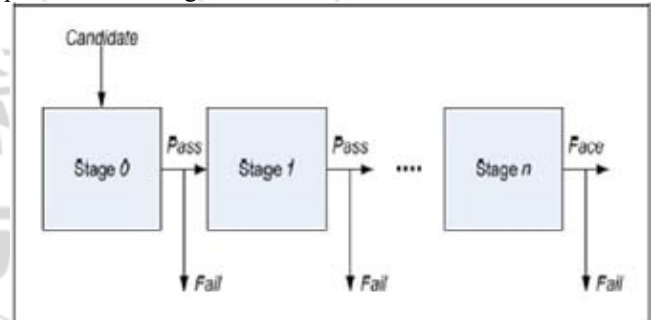 Candidate
Pass
Pass
Face
Stage 0
Stage 1
....
Stage n
Fail
Fail
Fail